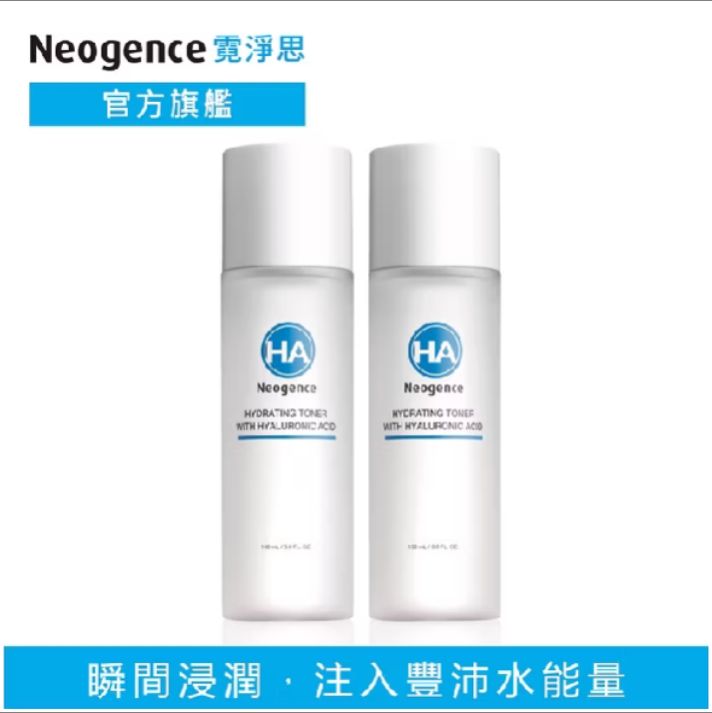 Neogence 霓淨思
官方旗艦
HA
Neogence
HYDRATING TONER
WITH HYALURONIC ACID
HA
Neogence
HYDRATING TONER
WITH HYALURONIC ACID
瞬間浸潤．注入豐沛水能量